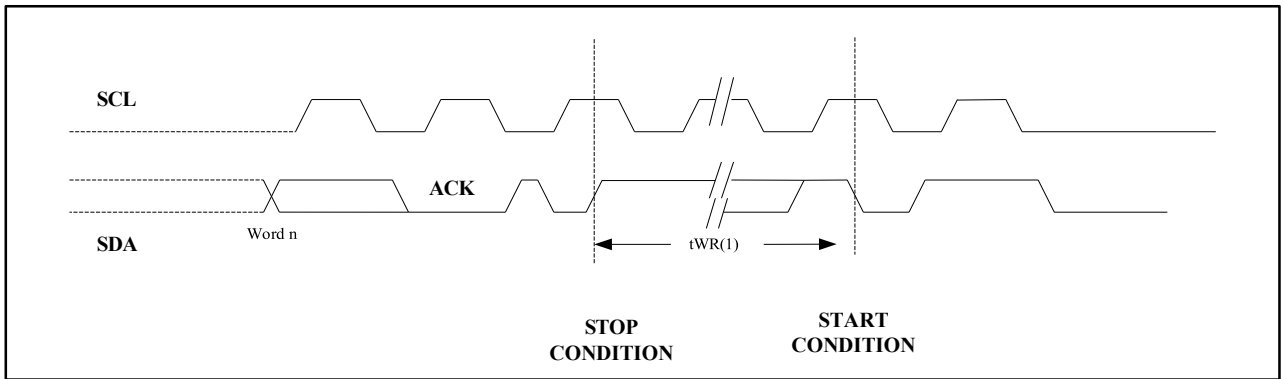 SCL
ACK
Word n
SDA
tWR(1)
STOP
CONDITION
START
CONDITION